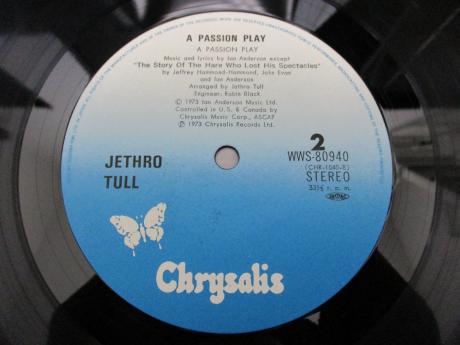 A PASSION PLAY
A PASSION PLAY
Music and lyrics by Ian Anderson except
"The Story Of The Hare Who Lost His Spectacles"
by Jeffrey Hammond-Hammond, John Evan
and Ian Anderson
Arranged by Jethro Tull
Engineer: Robin Black
Ⓒ 1973 Ian Anderson Music Ltd.
Controlled in U.S. & Canada by
Chrysalis Music Corp., ASCAP
Ⓟ 1973 Chrysalis Records Ltd.
JETHRO
TULL
2
WWS-80940
(CHR-1040-B)
STEREO
33⅓ r.p.m.
JASRAC
Chrysalis